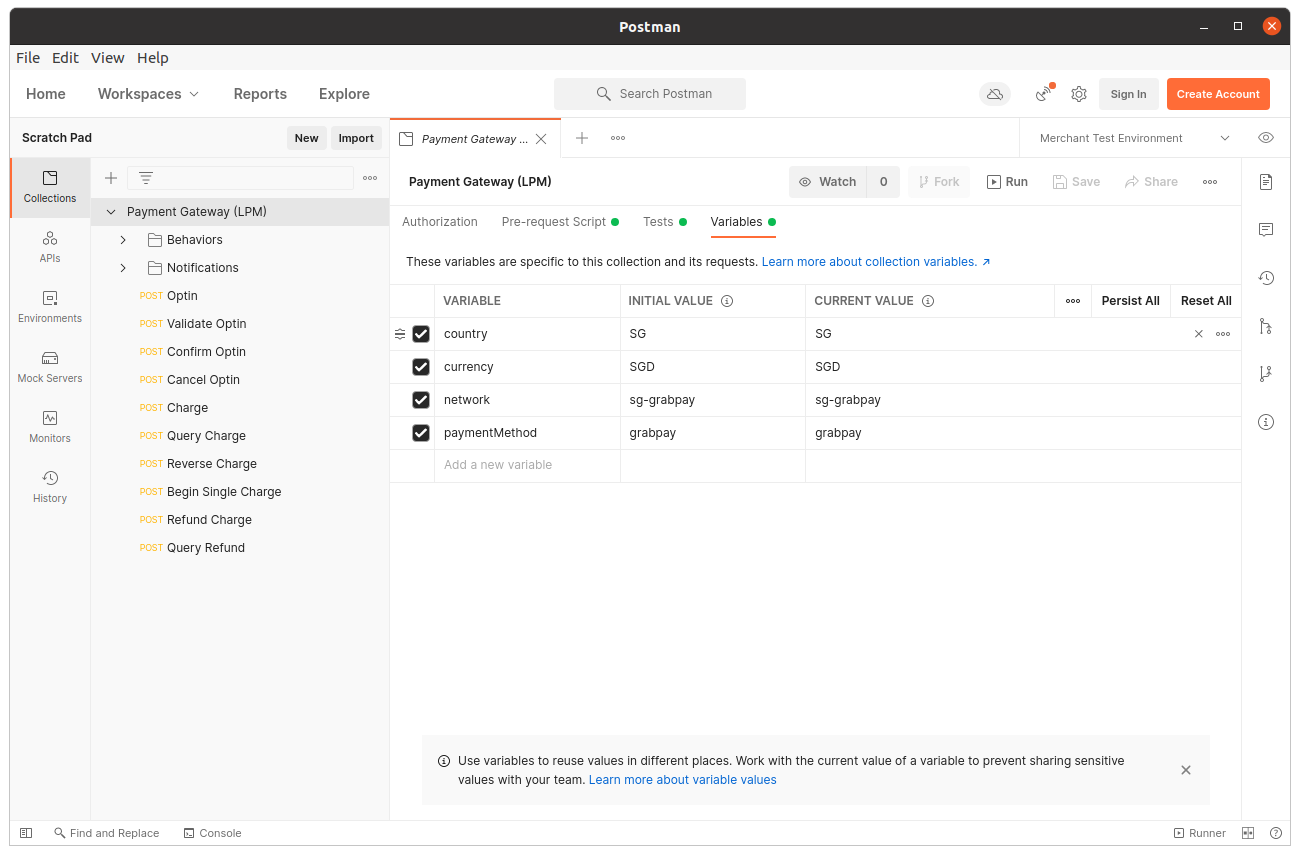 Postman
File Edit View Help
Home Workspaces Reports Explore Search Postman Sign In Create Account
Scratch Pad New Import Payment Gateway ... Merchant Test Environment
Collections
APIs
Environments
Mock Servers
Monitors
History
Payment Gateway (LPM)
Behaviors
Notifications
POST Optin
POST Validate Optin
POST Confirm Optin
POST Cancel Optin
POST Charge
POST Query Charge
POST Reverse Charge
POST Begin Single Charge
POST Refund Charge
POST Query Refund
Payment Gateway (LPM) Watch 0 Fork Run Save Share
Authorization Pre-request Script Tests Variables
These variables are specific to this collection and its requests. Learn more about collection variables. ↗
VARIABLE INITIAL VALUE CURRENT VALUE Persist All Reset All
country SG SG
currency SGD SGD
network sg-grabpay sg-grabpay
paymentMethod grabpay grabpay
Add a new variable
Use variables to reuse values in different places. Work with the current value of a variable to prevent sharing sensitive
values with your team. Learn more about variable values
Find and Replace Console Runner